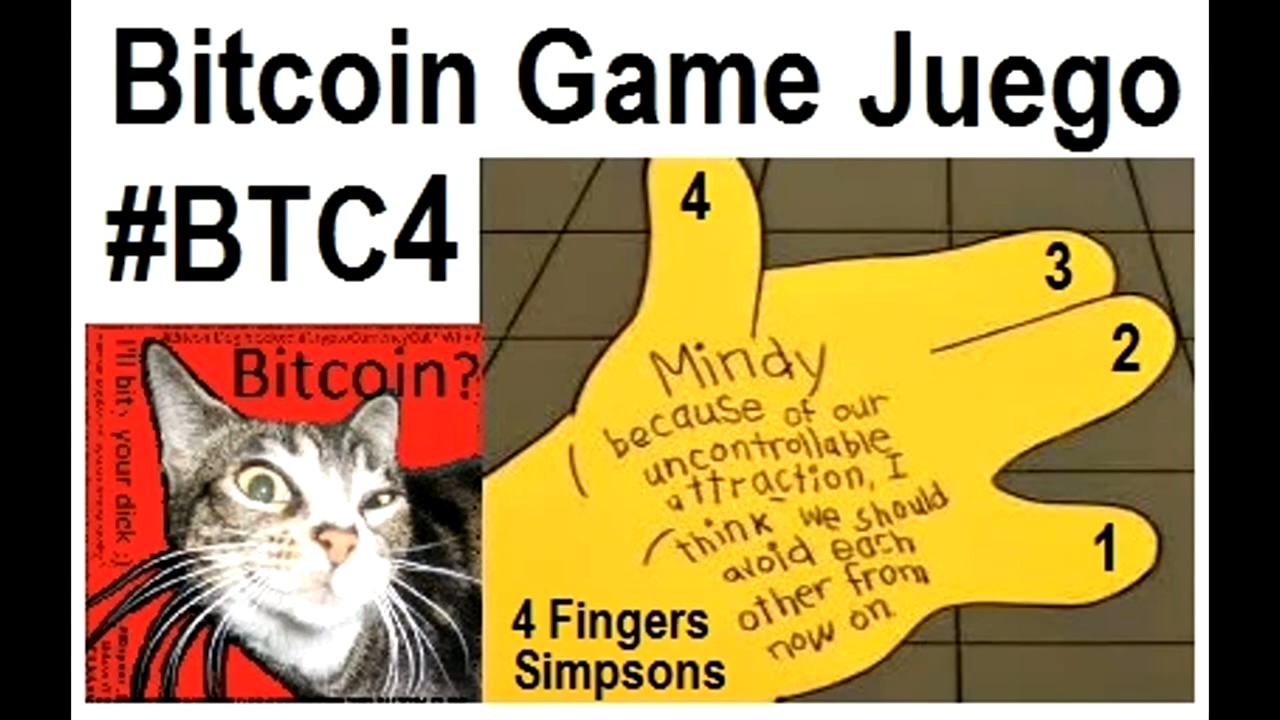 Bitcoin Game Juego
#BTC4
Bitcoin?
I'll bit, your dick :)
4
3
2
1
Mindy
because of our
uncontrollable
attraction, I
think we should
avoid each
other from
now on
4 Fingers
Simpsons